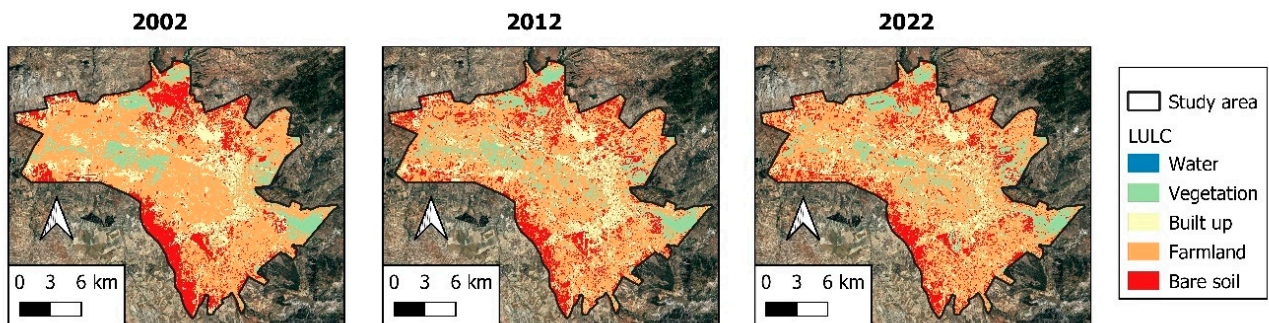 2002
2012
2022
0 3 6 km
0 3 6 km
0 3 6 km
Study area
LULC
Water
Vegetation
Built up
Farmland
Bare soil